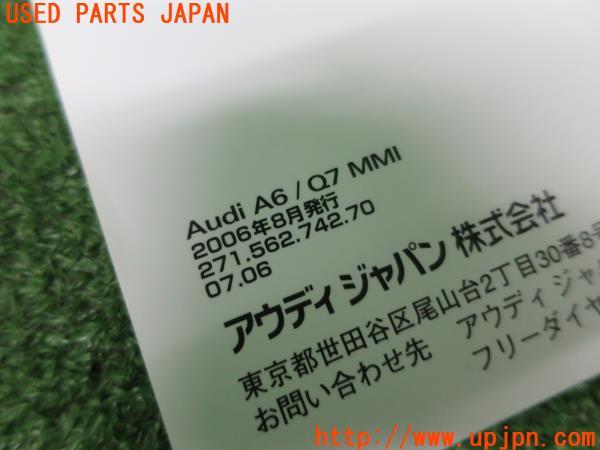 USED PARTS JAPAN
Audi A6 / Q7 MMI
2006年8月発行
271.562.742.70
07.06
アウディ ジャパン 株式会社
東京都世田谷区尾山台2丁目30番8号
お問い合わせ先 アウディ ジャ
フリーダイヤ
http://www.upjpn.com